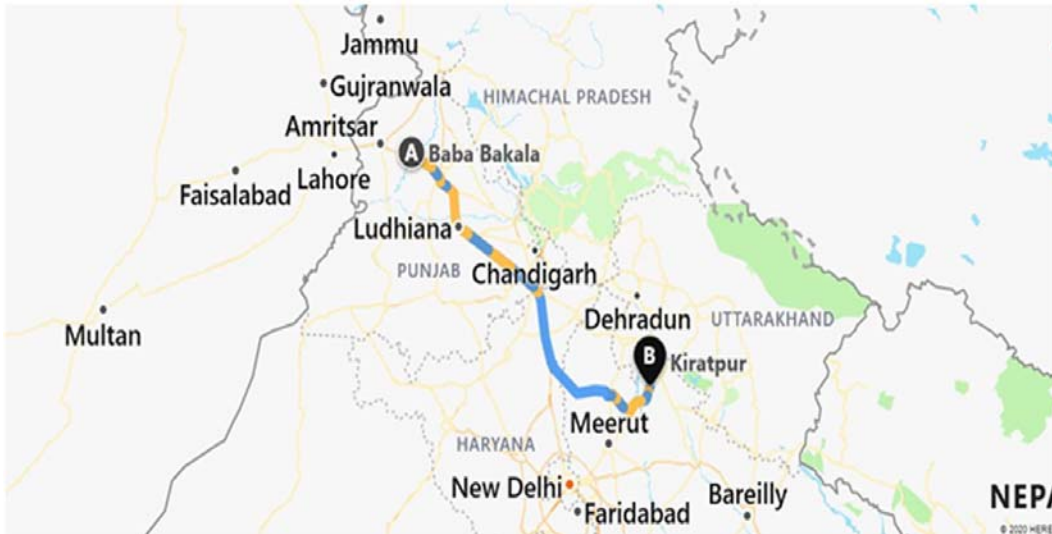 Jammu
Gujranwala
HIMACHAL PRADESH
Amritsar
A Baba Bakala
Lahore
Faisalabad
Ludhiana
PUNJAB
Chandigarh
Multan
Dehradun
UTTARAKHAND
B Kiratpur
Meerut
HARYANA
New Delhi
Bareilly
Faridabad
NEPA
© 2020 HERE